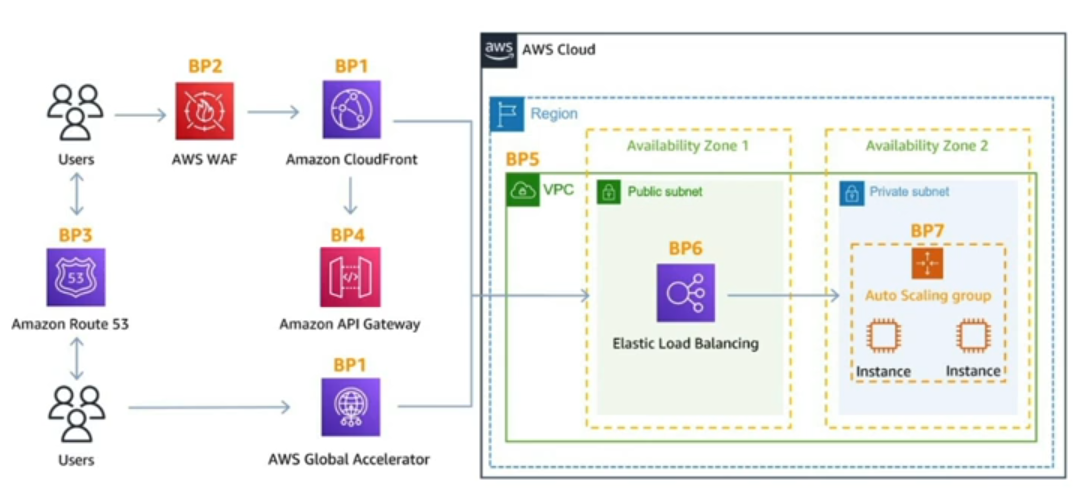 aws
AWS Cloud
BP2
BP1
Region
Users
AWS WAF
Amazon CloudFront
Availability Zone 1
Availability Zone 2
BP5
VPC
Public subnet
Private subnet
BP3
BP4
BP6
BP7
53
</>
Auto Scaling group
Amazon Route 53
Amazon API Gateway
Elastic Load Balancing
Instance
Instance
BP1
Users
AWS Global Accelerator